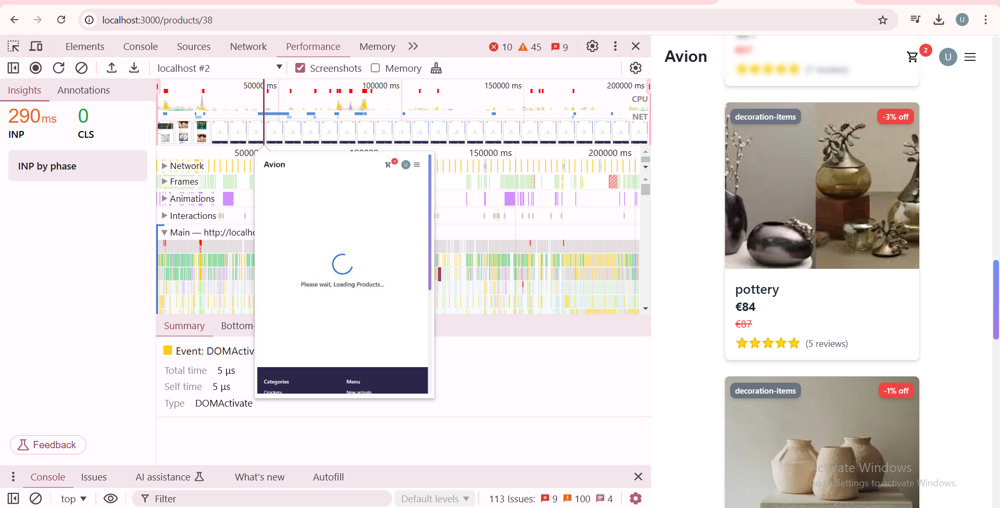 localhost:3000/products/38
U
Elements Console Sources Network Performance Memory
10 45 9
localhost #2
Screenshots Memory
Insights Annotations
290ms 0
INP CLS
INP by phase
50000 ms 100000 ms 150000 ms 200000 ms
CPU
NET
50000 150000 ms 200000 ms
Network
Frames
Animations
Interactions
Main — http://localho
Avion
0
U
Please wait, Loading Products...
Categories Menu
Crockery New arrivals
Summary Bottom-
Event: DOMActiv
Total time 5 µs
Self time 5 µs
Type DOMActivate
Feedback
Console Issues AI assistance What's new Autofill
top Filter Default levels 113 Issues: 9 100 4
Avion
2
U
decoration-items -3% off
pottery
€84
€87
(5 reviews)
decoration-items -1% off
Activate Windows
Go to Settings to activate Windows.